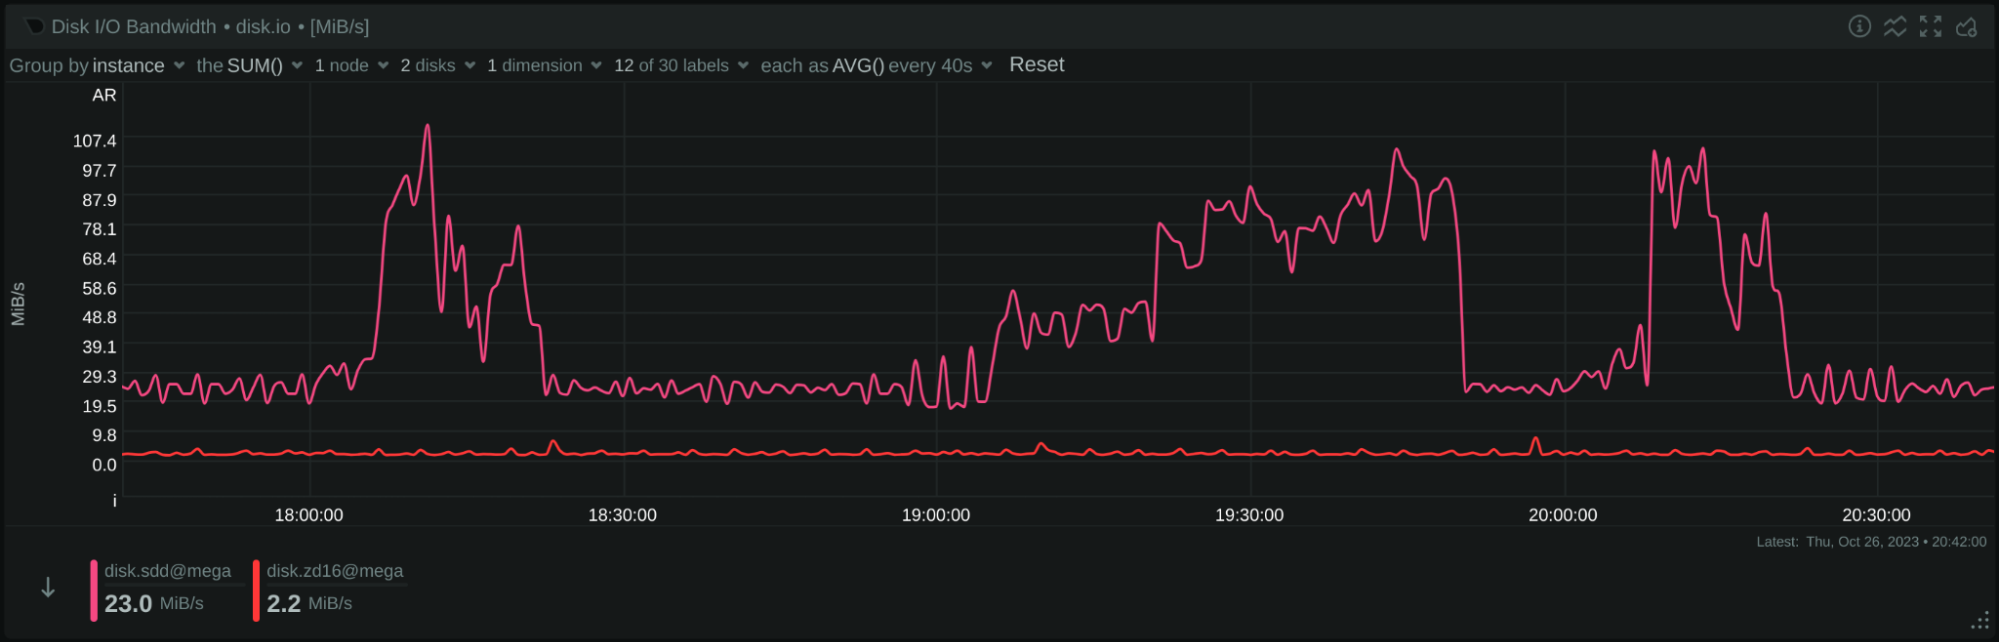 Disk I/O Bandwidth • disk.io • [MiB/s]
Group by instance the SUM() 1 node 2 disks 1 dimension 12 of 30 labels each as AVG() every 40s Reset
AR
107.4
97.7
87.9
78.1
68.4
58.6
48.8
39.1
29.3
19.5
9.8
0.0
i
MiB/s
18:00:00 18:30:00 19:00:00 19:30:00 20:00:00 20:30:00
Latest: Thu, Oct 26, 2023 • 20:42:00
disk.sdd@mega disk.zd16@mega
23.0 MiB/s 2.2 MiB/s